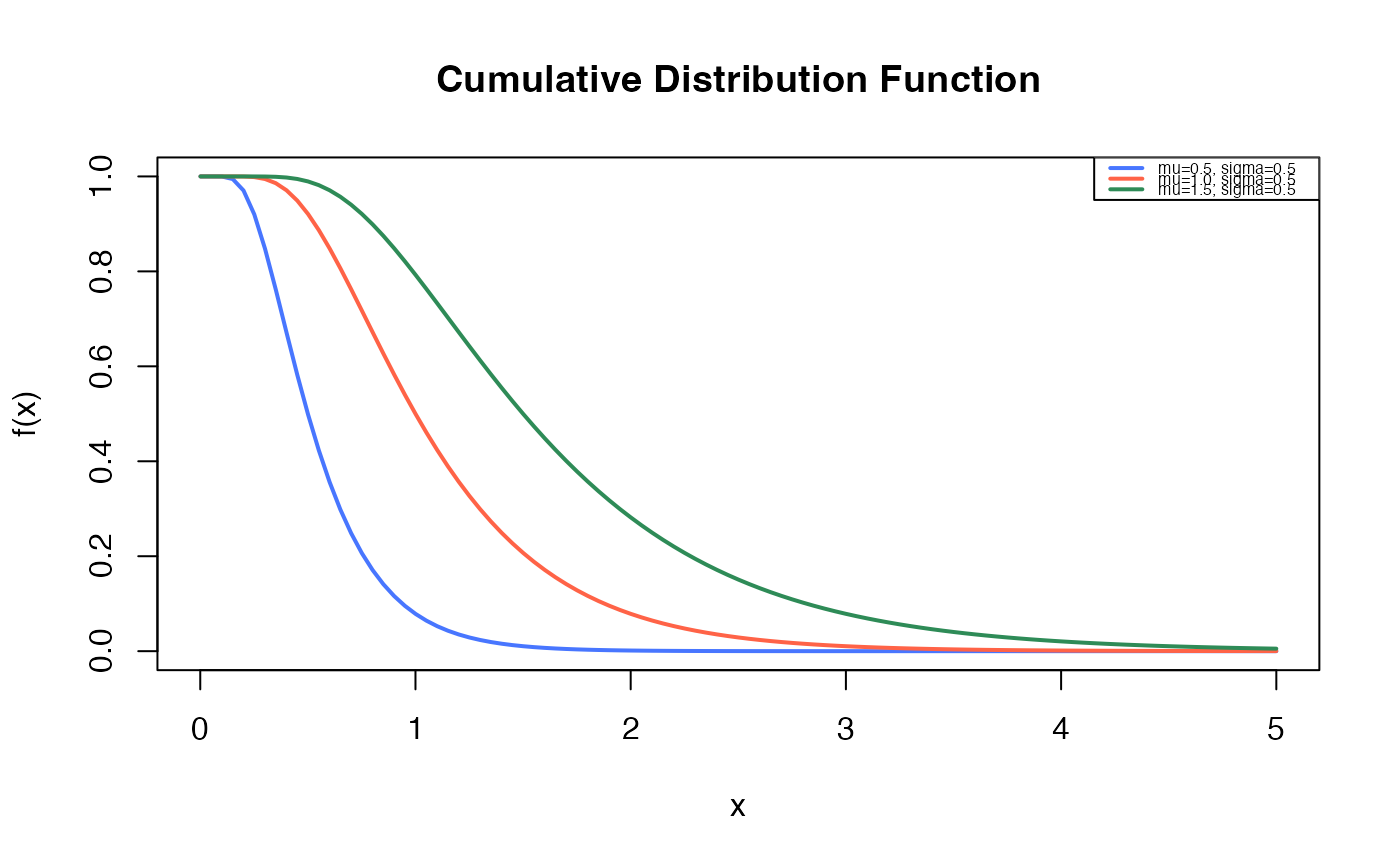 Cumulative Distribution Function
mu=0.5, sigma=0.5
mu=1.0, sigma=0.5
mu=1.5, sigma=0.5
1.0
0.8
0.6
0.4
0.2
0.0
f(x)
0 1 2 3 4 5
x